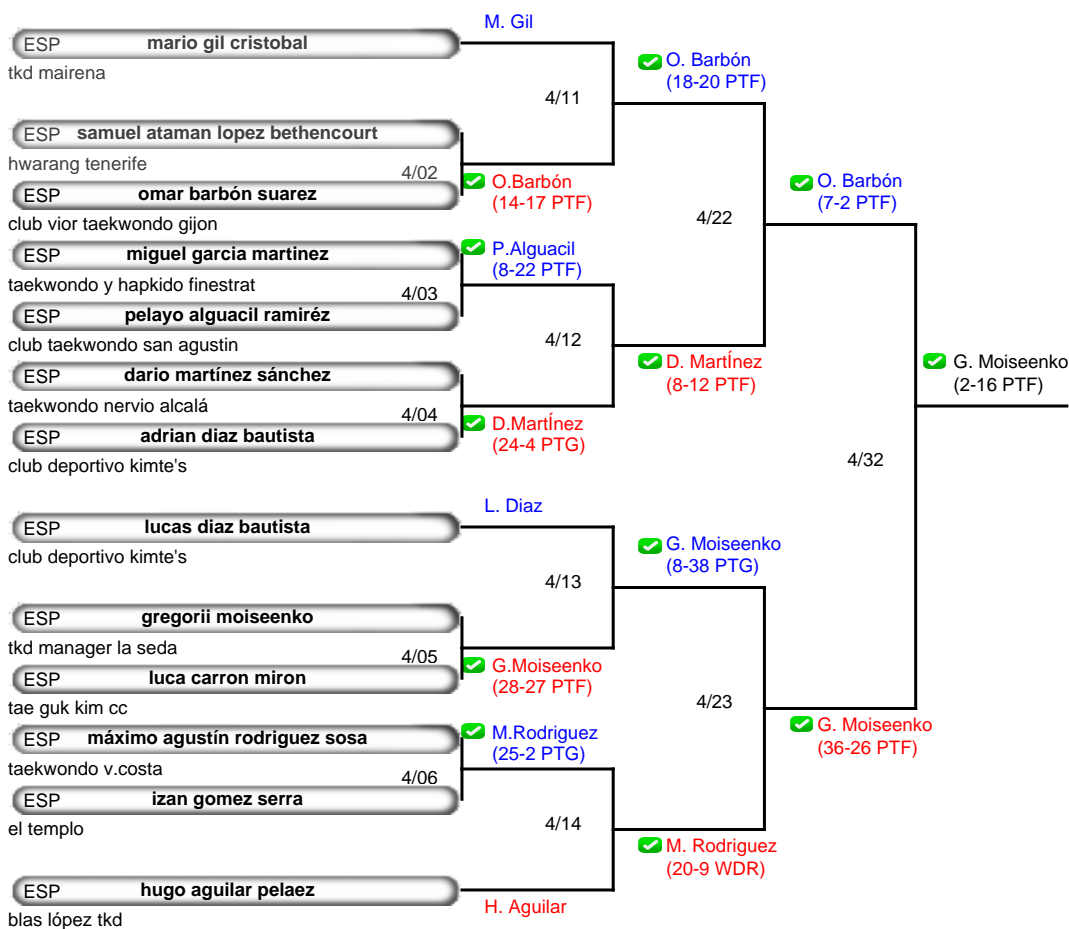 M. Gil
ESP mario gil cristobal
tkd mairena
O. Barbón
(18-20 PTF)
4/11
ESP samuel ataman lopez bethencourt
hwarang tenerife
4/02
O.Barbón
(14-17 PTF)
O. Barbón
(7-2 PTF)
ESP omar barbón suarez
club vior taekwondo gijon
4/22
ESP miguel garcia martinez
P.Alguacil
(8-22 PTF)
taekwondo y hapkido finestrat
4/03
ESP pelayo alguacil ramiréz
club taekwondo san agustin
4/12
ESP dario martínez sánchez
D. MartÍnez
(8-12 PTF)
G. Moiseenko
(2-16 PTF)
taekwondo nervio alcalá
4/04
D.MartÍnez
(24-4 PTG)
ESP adrian diaz bautista
club deportivo kimte's
4/32
L. Diaz
ESP lucas diaz bautista
club deportivo kimte's
G. Moiseenko
(8-38 PTG)
4/13
ESP gregorii moiseenko
tkd manager la seda
4/05
G.Moiseenko
(28-27 PTF)
ESP luca carron miron
tae guk kim cc
4/23
G. Moiseenko
(36-26 PTF)
ESP máximo agustín rodriguez sosa
M.Rodriguez
(25-2 PTG)
taekwondo v.costa
4/06
ESP izan gomez serra
el templo
4/14
M. Rodriguez
(20-9 WDR)
ESP hugo aguilar pelaez
H. Aguilar
blas lópez tkd